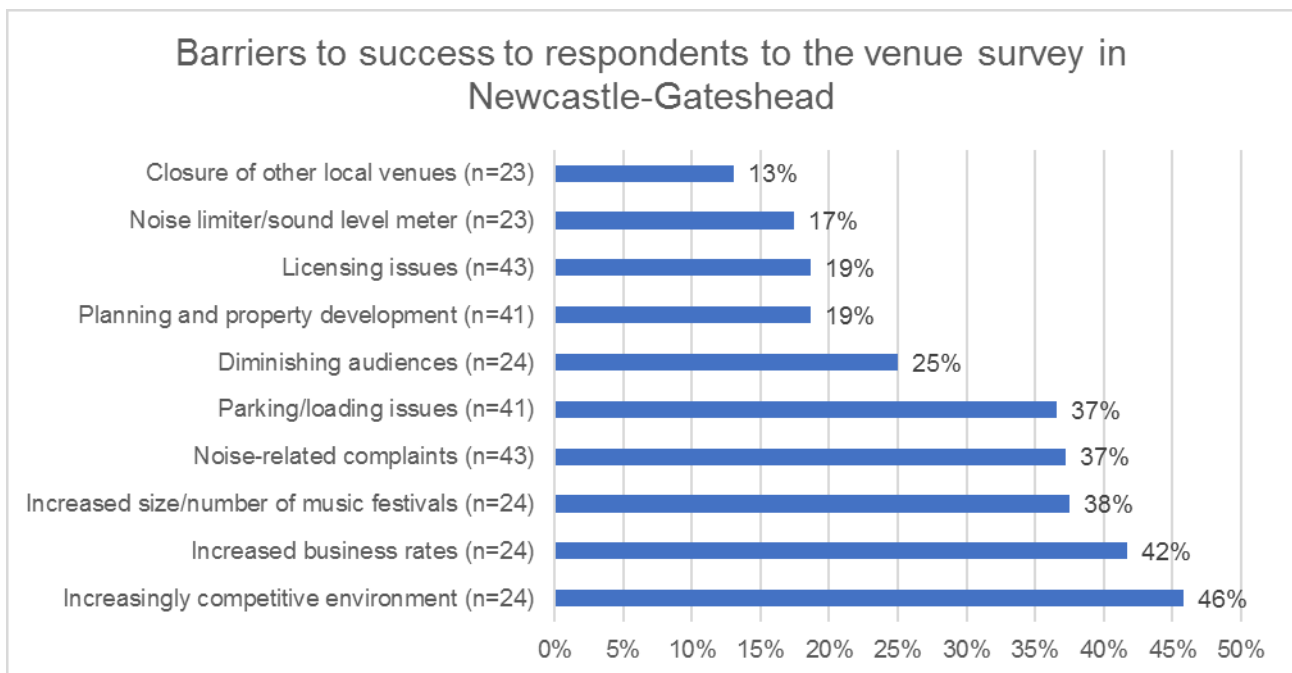 Barriers to success to respondents to the venue survey in
Newcastle-Gateshead
Closure of other local venues (n=23)
13%
Noise limiter/sound level meter (n=23)
17%
Licensing issues (n=43)
19%
Planning and property development (n=41)
19%
Diminishing audiences (n=24)
25%
Parking/loading issues (n=41)
37%
Noise-related complaints (n=43)
37%
Increased size/number of music festivals (n=24)
38%
Increased business rates (n=24)
42%
Increasingly competitive environment (n=24)
46%
0% 5% 10% 15% 20% 25% 30% 35% 40% 45% 50%